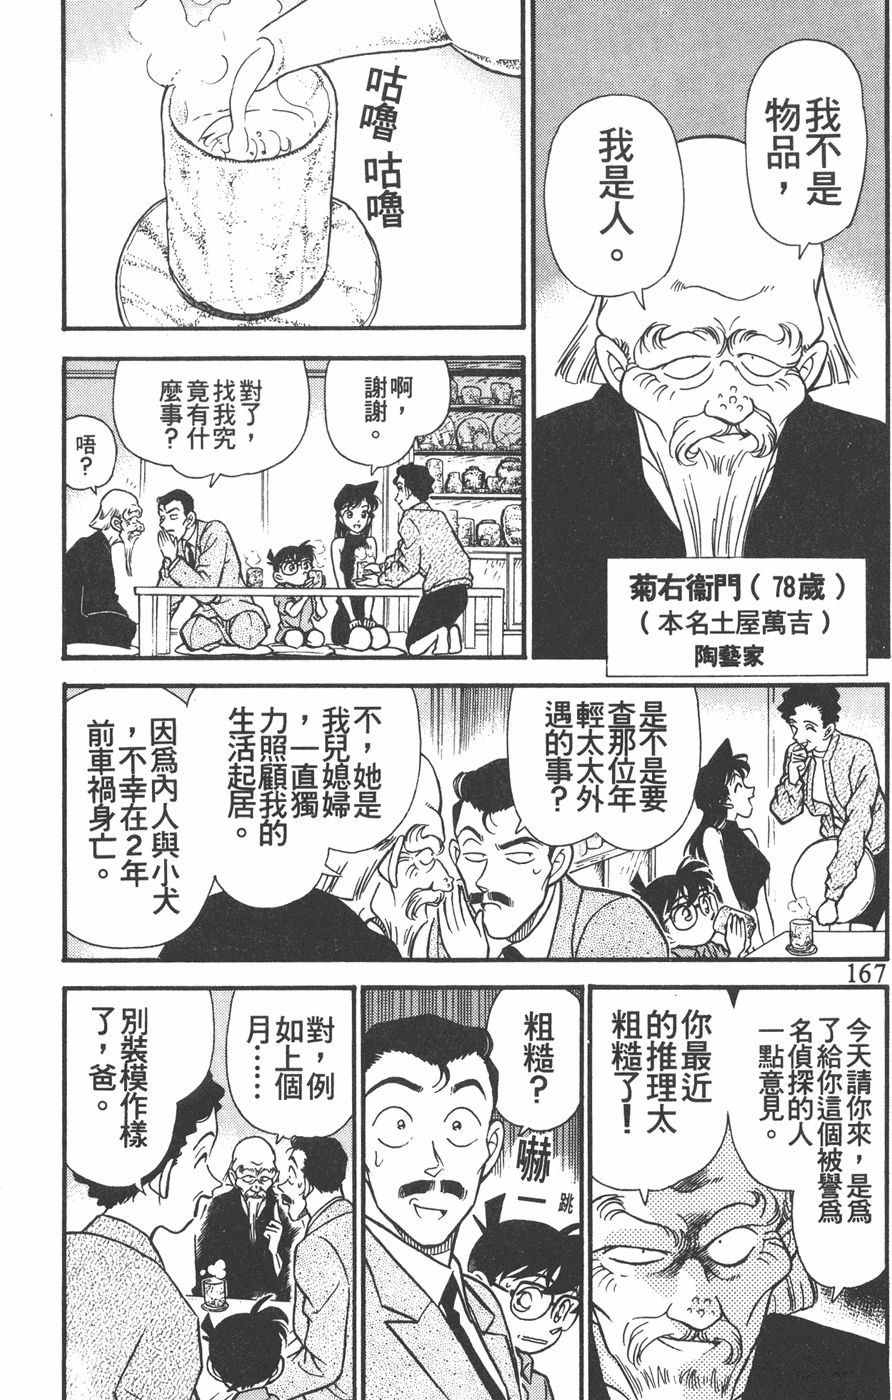 我不是
物品，
我是人。
菊右衞門（78歲）
（本名土屋萬吉）
陶藝家
咕嚕
咕嚕
啊，
謝謝。
對了，
找我究
竟有什
麼事？
唔？
是不是要
查那位年
輕太太外
遇的事？
不，她是
我兒媳婦
，一直獨
力照顧我的
生活起居。
因爲內人與小犬
，不幸在2年
前車禍身亡。
167
今天請你來，是爲
了給你這個被譽爲
名偵探的人
一點意見。
你最近
的推理太
粗糙了！
粗糙？
嚇一
跳
對，例
如上個
月……
別裝模作樣
了，爸。